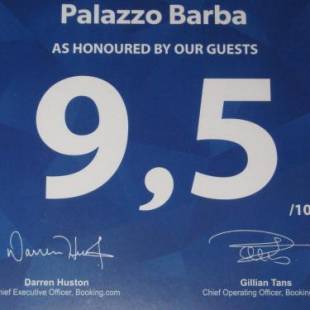 Palazzo Barba
AS HONOURED BY OUR GUESTS
9,5
/10
Darren Huston
Gillian Tans
hief Executive Officer, Booking.com
Chief Operating Officer, Booking.c